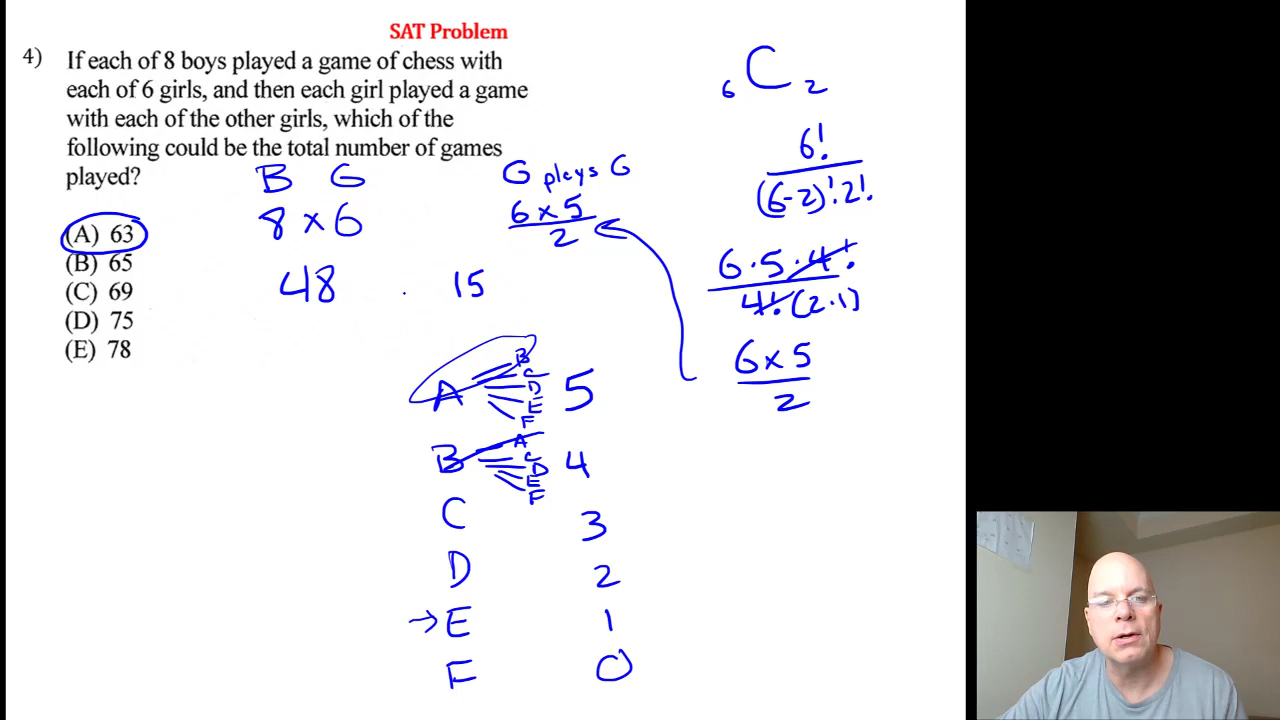 SAT Problem
4) If each of 8 boys played a game of chess with
each of 6 girls, and then each girl played a game
with each of the other girls, which of the
following could be the total number of games
played?
(A) 63
(B) 65
(C) 69
(D) 75
(E) 78
B G
8 × 6
48 . 15
G plays G
6 × 5
2
A B C D E F 5
B A C D E F 4
C 3
D 2
→ E 1
F 0
6 C 2
6!
(6-2)! 2!
6 · 5 · 4!
4! (2·1)
6 × 5
2